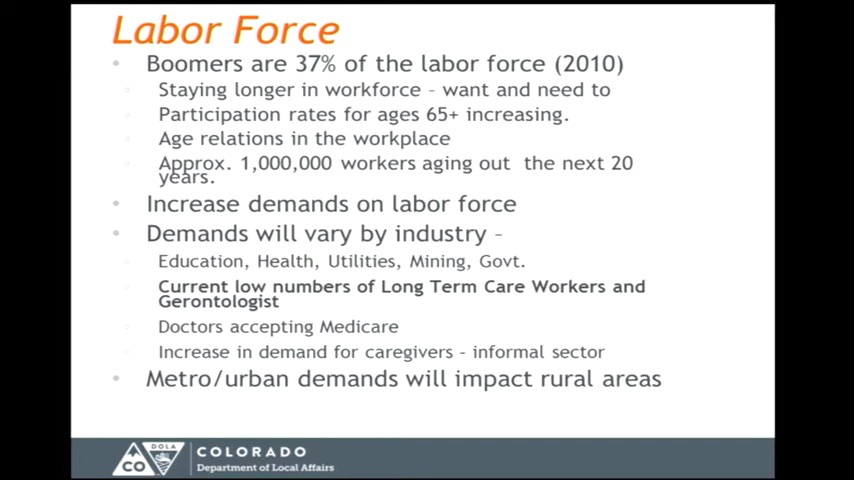 Labor Force
Boomers are 37% of the labor force (2010)
Staying longer in workforce – want and need to
Participation rates for ages 65+ increasing.
Age relations in the workplace
Approx. 1,000,000 workers aging out the next 20
years.
Increase demands on labor force
Demands will vary by industry –
Education, Health, Utilities, Mining, Govt.
Current low numbers of Long Term Care Workers and
Gerontologist
Doctors accepting Medicare
Increase in demand for caregivers – informal sector
Metro/urban demands will impact rural areas
CO
DOLA
COLORADO
Department of Local Affairs